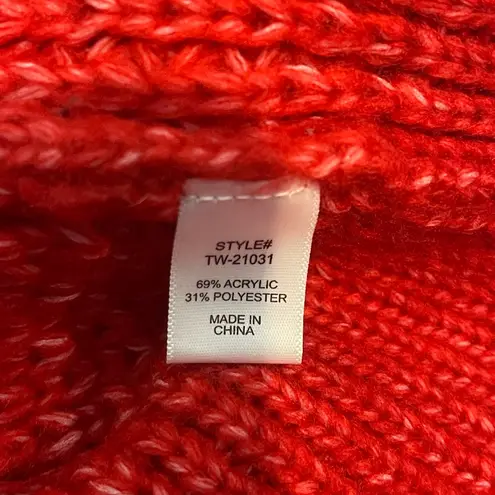 STYLE#
TW-21031
69% ACRYLIC
31% POLYESTER
MADE IN
CHINA